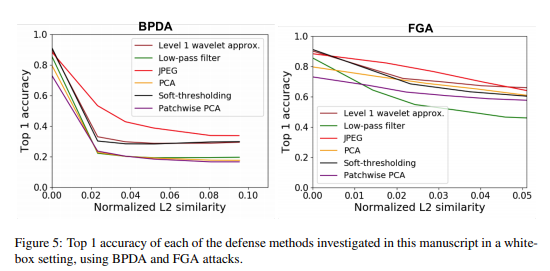 BPDA
Top 1 accuracy
1.0
0.8
0.6
0.4
0.2
0.0
Level 1 wavelet approx.
Low-pass filter
JPEG
PCA
Soft-thresholding
Patchwise PCA
0.00 0.02 0.04 0.06 0.08 0.10
Normalized L2 similarity
FGA
Top 1 accuracy
1.0
0.8
0.6
0.4
0.2
0.0
Level 1 wavelet approx.
Low-pass filter
JPEG
PCA
Soft-thresholding
Patchwise PCA
0.00 0.01 0.02 0.03 0.04 0.05
Normalized L2 similarity
Figure 5: Top 1 accuracy of each of the defense methods investigated in this manuscript in a white-
box setting, using BPDA and FGA attacks.